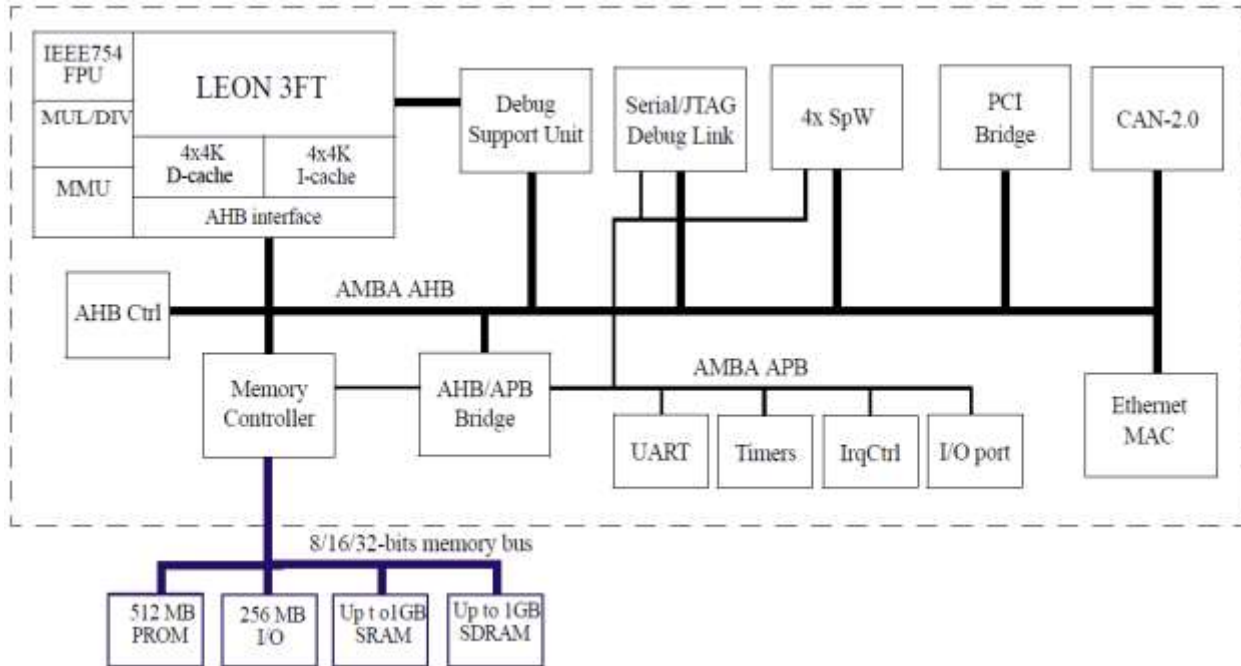 IEEE754
FPU
LEON 3FT
MUL/DIV
4x4K
D-cache
4x4K
I-cache
MMU
AHB interface
Debug
Support Unit
Serial/JTAG
Debug Link
4x SpW
PCI
Bridge
CAN-2.0
AHB Ctrl
AMBA AHB
Memory
Controller
AHB/APB
Bridge
AMBA APB
UART
Timers
IrqCtrl
I/O port
Ethernet
MAC
8/16/32-bits memory bus
512 MB
PROM
256 MB
I/O
Up t o1GB
SRAM
Up to 1GB
SDRAM